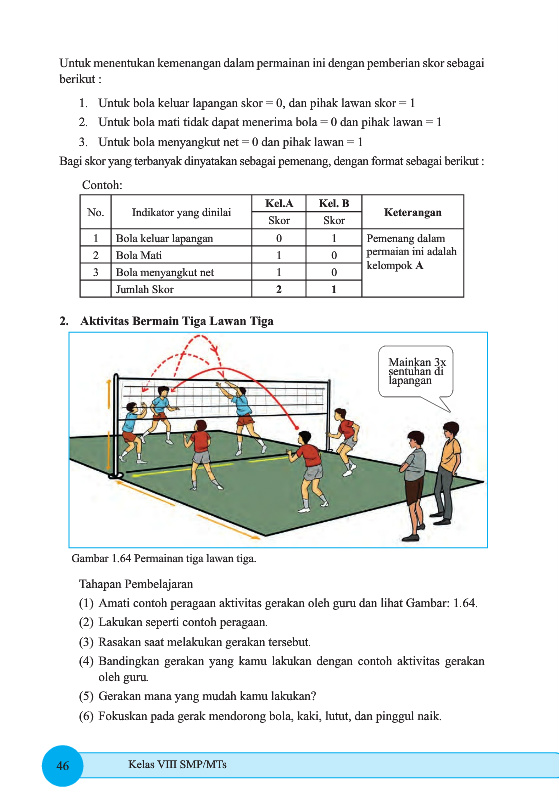 Untuk menentukan kemenangan dalam permainan ini dengan pemberian skor sebagai
berikut :
1. Untuk bola keluar lapangan skor = 0, dan pihak lawan skor = 1
2. Untuk bola mati tidak dapat menerima bola = 0 dan pihak lawan = 1
3. Untuk bola menyangkut net = 0 dan pihak lawan = 1
Bagi skor yang terbanyak dinyatakan sebagai pemenang, dengan format sebagai berikut :
Contoh:
No. Indikator yang dinilai Kel.A Kel. B Keterangan
Skor Skor
1 Bola keluar lapangan 0 1 Pemenang dalam
2 Bola Mati 1 0 permaian ini adalah
3 Bola menyangkut net 1 0 kelompok A
Jumlah Skor 2 1
2. Aktivitas Bermain Tiga Lawan Tiga
Mainkan 3x
sentuhan di
lapangan
Gambar 1.64 Permainan tiga lawan tiga.
Tahapan Pembelajaran
(1) Amati contoh peragaan aktivitas gerakan oleh guru dan lihat Gambar: 1.64.
(2) Lakukan seperti contoh peragaan.
(3) Rasakan saat melakukan gerakan tersebut.
(4) Bandingkan gerakan yang kamu lakukan dengan contoh aktivitas gerakan
oleh guru.
(5) Gerakan mana yang mudah kamu lakukan?
(6) Fokuskan pada gerak mendorong bola, kaki, lutut, dan pinggul naik.
46 Kelas VIII SMP/MTs